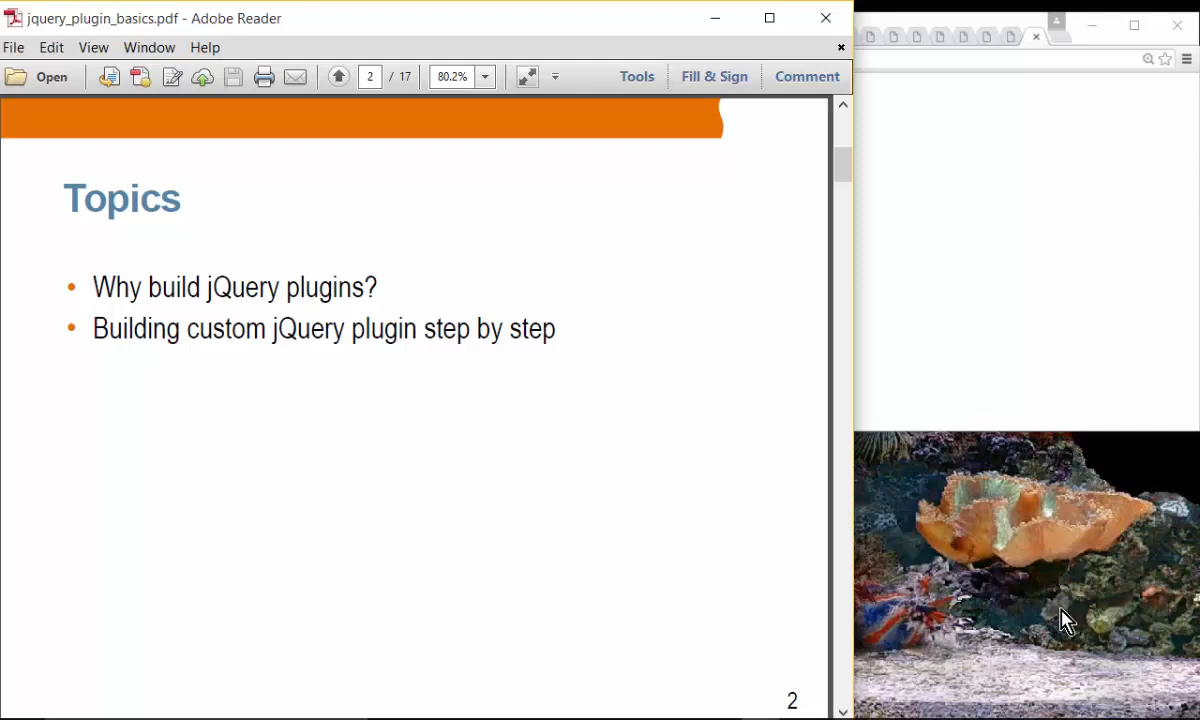 jquery_plugin_basics.pdf - Adobe Reader
File Edit View Window Help
Open 2 / 17 80.2% Tools Fill & Sign Comment
Topics
• Why build jQuery plugins?
• Building custom jQuery plugin step by step
2